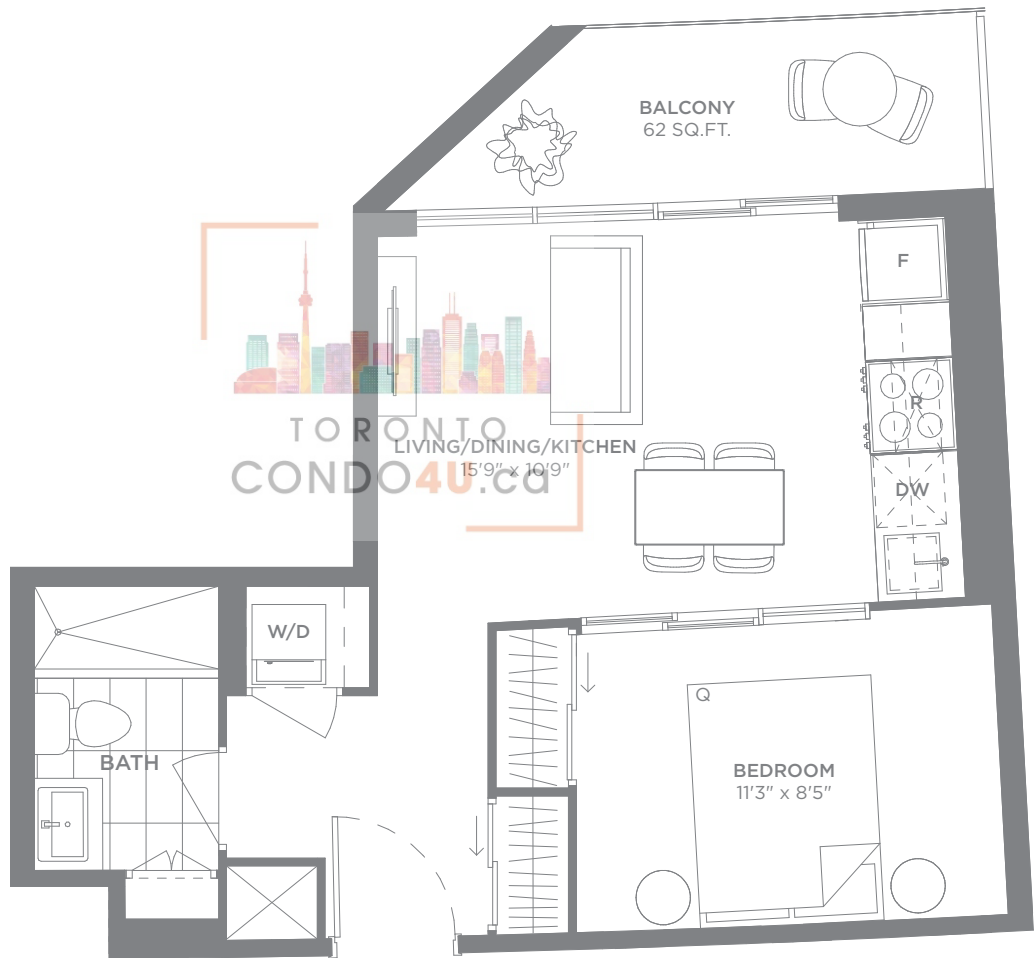 BALCONY
62 SQ.FT.
F
TORONTO
CONDO4U.ca
LIVING/DINING/KITCHEN
15'9" x 10'9"
R
DW
W/D
Q
BATH
BEDROOM
11'3" x 8'5"